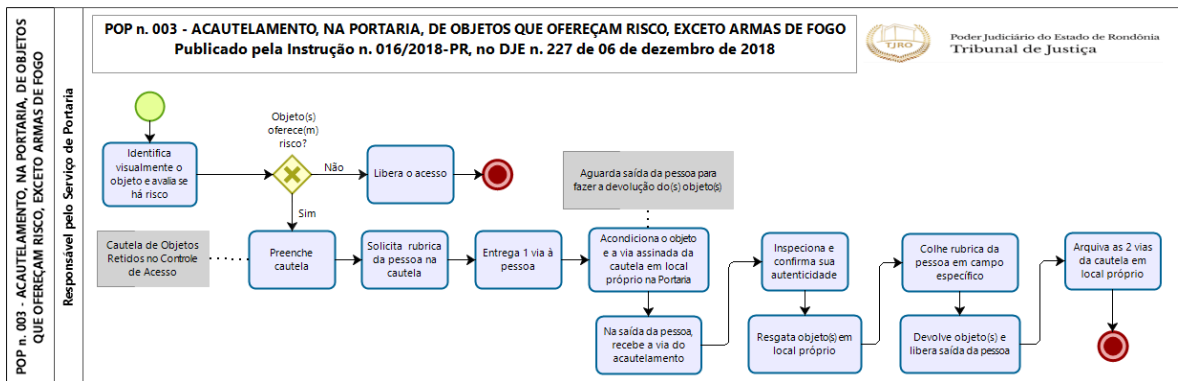 POP n. 003 - ACAUTELAMENTO, NA PORTARIA, DE OBJETOS
QUE OFEREÇAM RISCO, EXCETO ARMAS DE FOGO
Responsável pelo Serviço de Portaria
POP n. 003 - ACAUTELAMENTO, NA PORTARIA, DE OBJETOS QUE OFEREÇAM RISCO, EXCETO ARMAS DE FOGO
Publicado pela Instrução n. 016/2018-PR, no DJE n. 227 de 06 de dezembro de 2018
TJRO
Poder Judiciário do Estado de Rondônia
Tribunal de Justiça
Identifica
visualmente o
objeto e avalia se
há risco
Objeto(s)
oferece(m)
risco?
Não
Libera o acesso
Sim
Cautela de Objetos
Retidos no Controle
de Acesso
Preenche
cautela
Solicita rubrica
da pessoa na
cautela
Entrega 1 via à
pessoa
Aguarda saída da pessoa para
fazer a devolução do(s) objeto(s)
Acondiciona o objeto
e a via assinada da
cautela em local
próprio na Portaria
Na saída da pessoa,
recebe a via do
acautelamento
Inspeciona e
confirma sua
autenticidade
Resgata objeto(s) em
local próprio
Colhe rubrica da
pessoa em campo
específico
Devolve objeto(s) e
libera saída da pessoa
Arquiva as 2 vias
da cautela em
local próprio